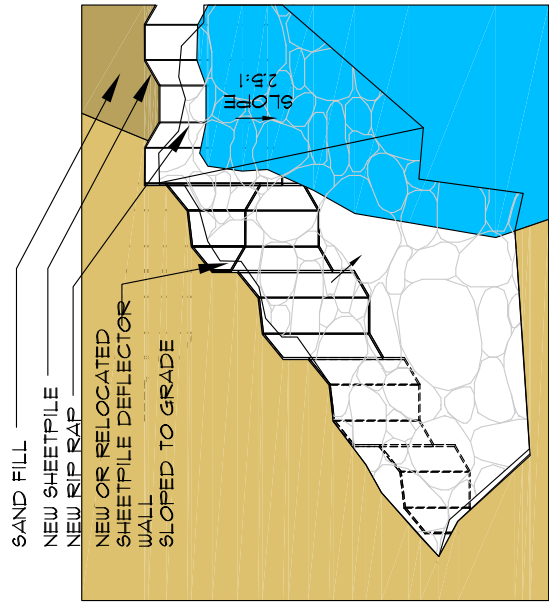 SAND FILL
NEW SHEETPILE
NEW RIP RAP
NEW OR RELOCATED
SHEETPILE DEFLECTOR
WALL
SLOPED TO GRADE
SLOPE
2.5:1